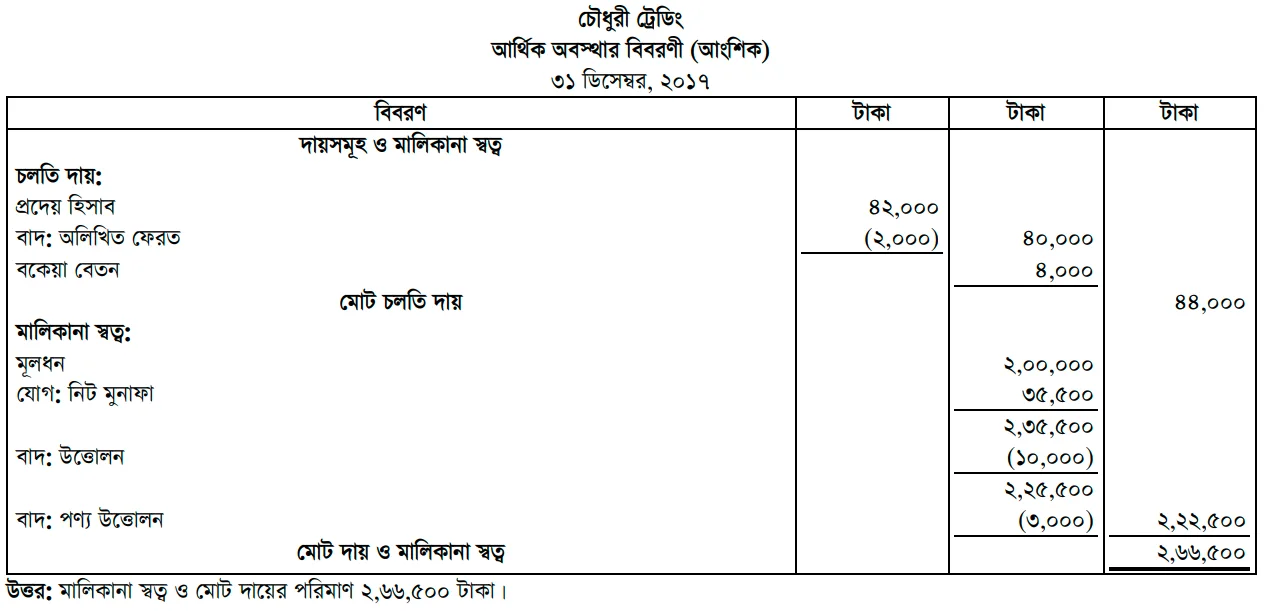 চৌধুরী ট্রেডিং
আর্থিক অবস্থার বিবরণী (আংশিক)
৩১ ডিসেম্বর, ২০১৭
বিবরণ টাকা টাকা টাকা
দায়সমূহ ও মালিকানা স্বত্ব
চলতি দায়:
প্রদেয় হিসাব ৪২,০০০
বাদ: অলিখিত ফেরত (২,০০০) ৪০,০০০
বকেয়া বেতন ৪,০০০
মোট চলতি দায় ৪৪,০০০
মালিকানা স্বত্ব:
মূলধন ২,০০,০০০
যোগ: নিট মুনাফা ৩৫,৫০০
২,৩৫,৫০০
বাদ: উত্তোলন (১০,০০০)
২,২৫,৫০০
বাদ: পণ্য উত্তোলন (৩,০০০) ২,২২,৫০০
মোট দায় ও মালিকানা স্বত্ব ২,৬৬,৫০০
উত্তর: মালিকানা স্বত্ব ও মোট দায়ের পরিমাণ ২,৬৬,৫০০ টাকা।